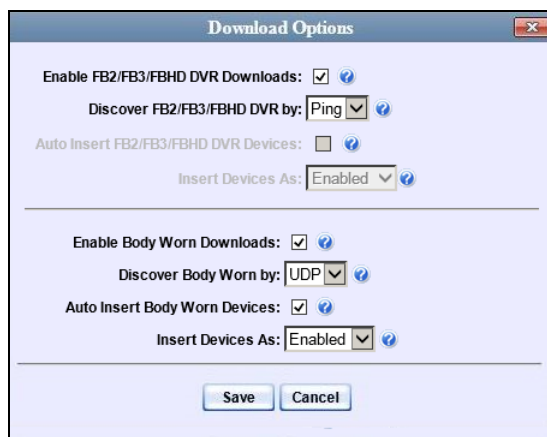 Download Options
Enable FB2/FB3/FBHD DVR Downloads: ?
Discover FB2/FB3/FBHD DVR by: Ping ?
Auto Insert FB2/FB3/FBHD DVR Devices: ?
Insert Devices As: Enabled ?
Enable Body Worn Downloads: ?
Discover Body Worn by: UDP ?
Auto Insert Body Worn Devices: ?
Insert Devices As: Enabled ?
Save Cancel